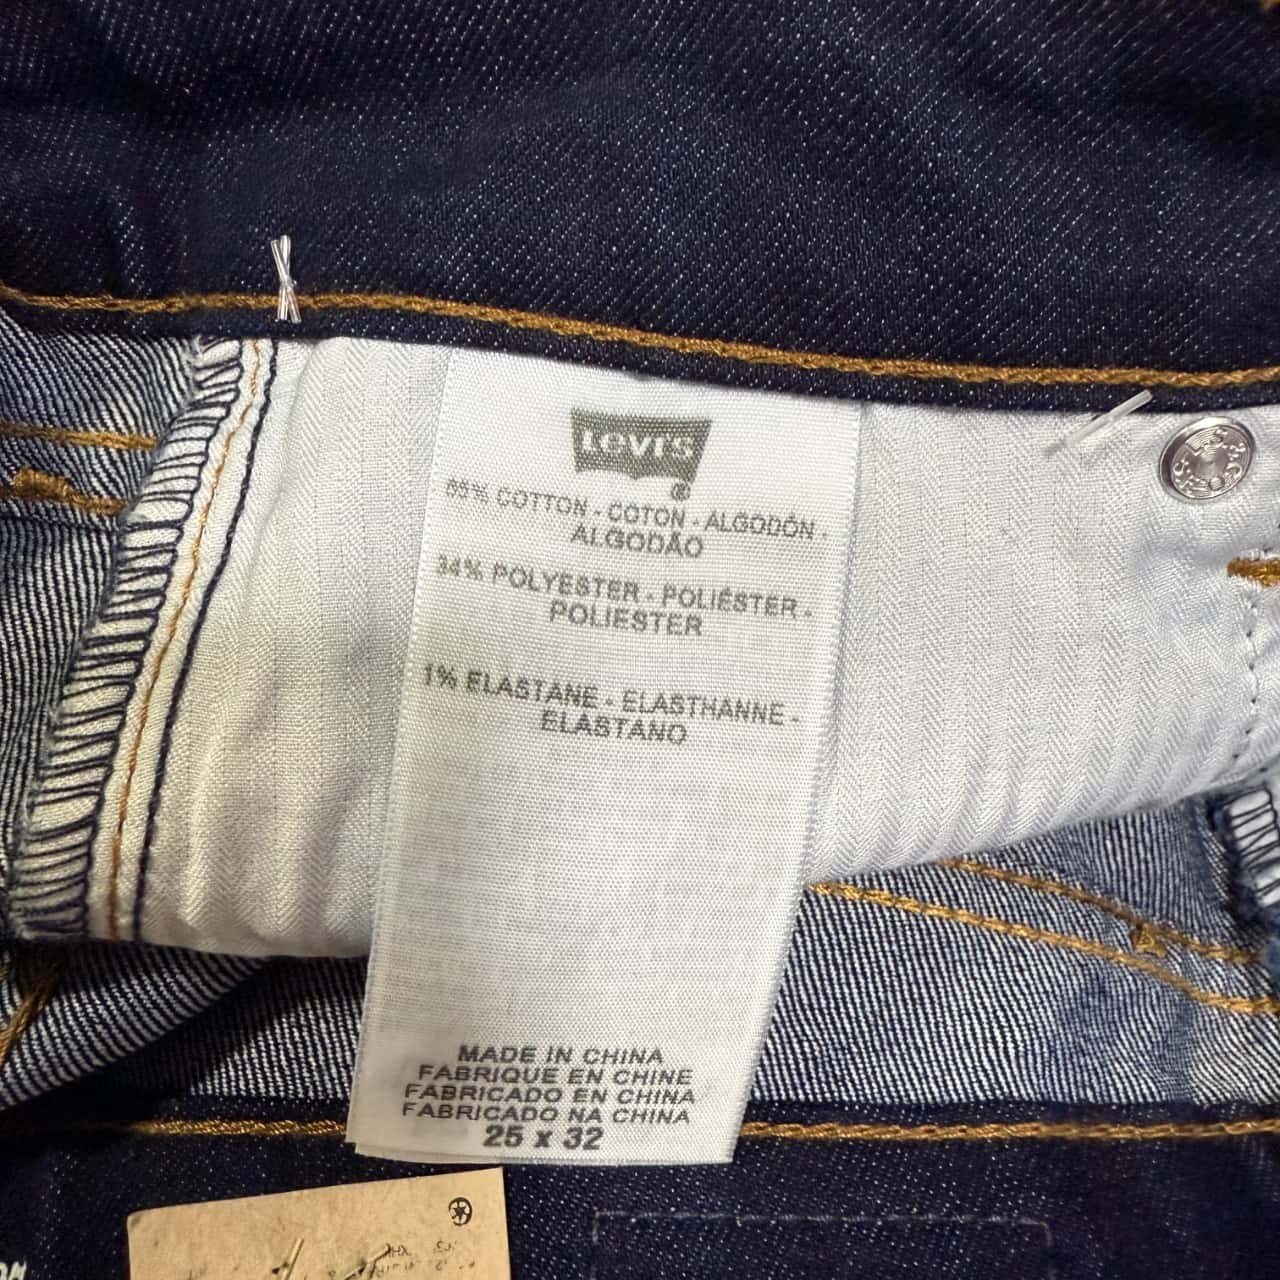 LEVI'S
®
65% COTTON - COTON - ALGODÓN -
ALGODÃO
34% POLYESTER - POLIÉSTER -
POLIESTER
1% ELASTANE - ELASTHANNE -
ELASTANO
MADE IN CHINA
FABRIQUE EN CHINE
FABRICADO EN CHINA
FABRICADO NA CHINA
25 x 32